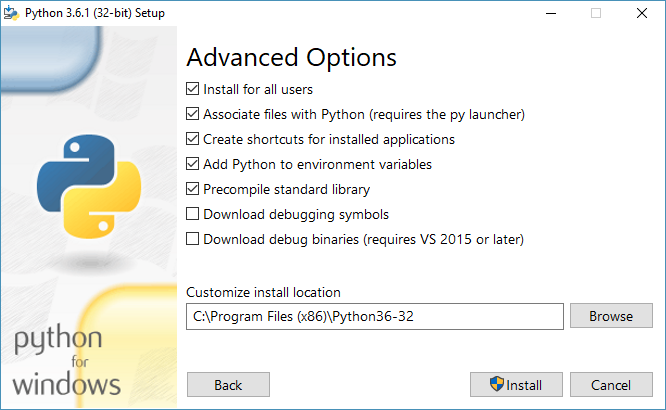 Python 3.6.1 (32-bit) Setup
Advanced Options
Install for all users
Associate files with Python (requires the py launcher)
Create shortcuts for installed applications
Add Python to environment variables
Precompile standard library
Download debugging symbols
Download debug binaries (requires VS 2015 or later)
Customize install location
C:\Program Files (x86)\Python36-32
Browse
python
for
windows
Back
Install
Cancel